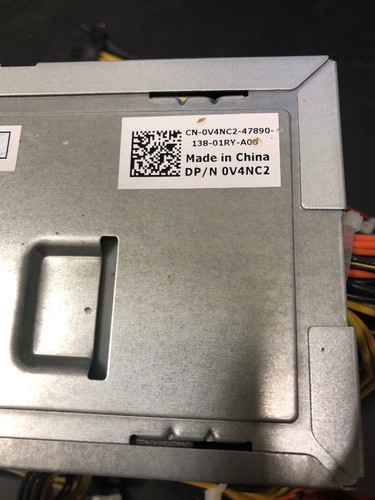 CN-0V4NC2-47890-
138-01RY-A00
Made in China
DP/N 0V4NC2